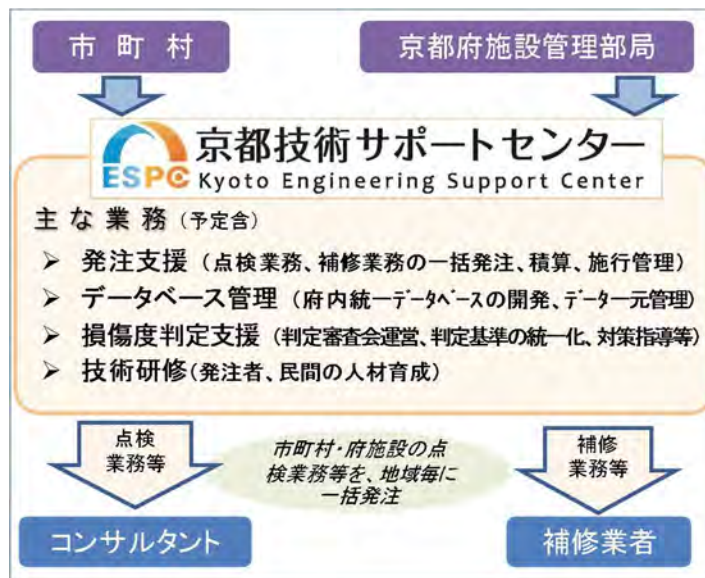 市町村
京都府施設管理部局
京都技術サポートセンター
ESPC Kyoto Engineering Support Center
主な業務(予定含)
➢ 発注支援(点検業務、補修業務の一括発注、積算、施行管理)
➢ データベース管理(府内統一データベースの開発、データ一元管理)
➢ 損傷度判定支援(判定審査会運営、判定基準の統一化、対策指導等)
➢ 技術研修(発注者、民間の人材育成)
点検
業務等
市町村・府施設の点
検業務等を、地域毎に
一括発注
補修
業務等
コンサルタント
補修業者